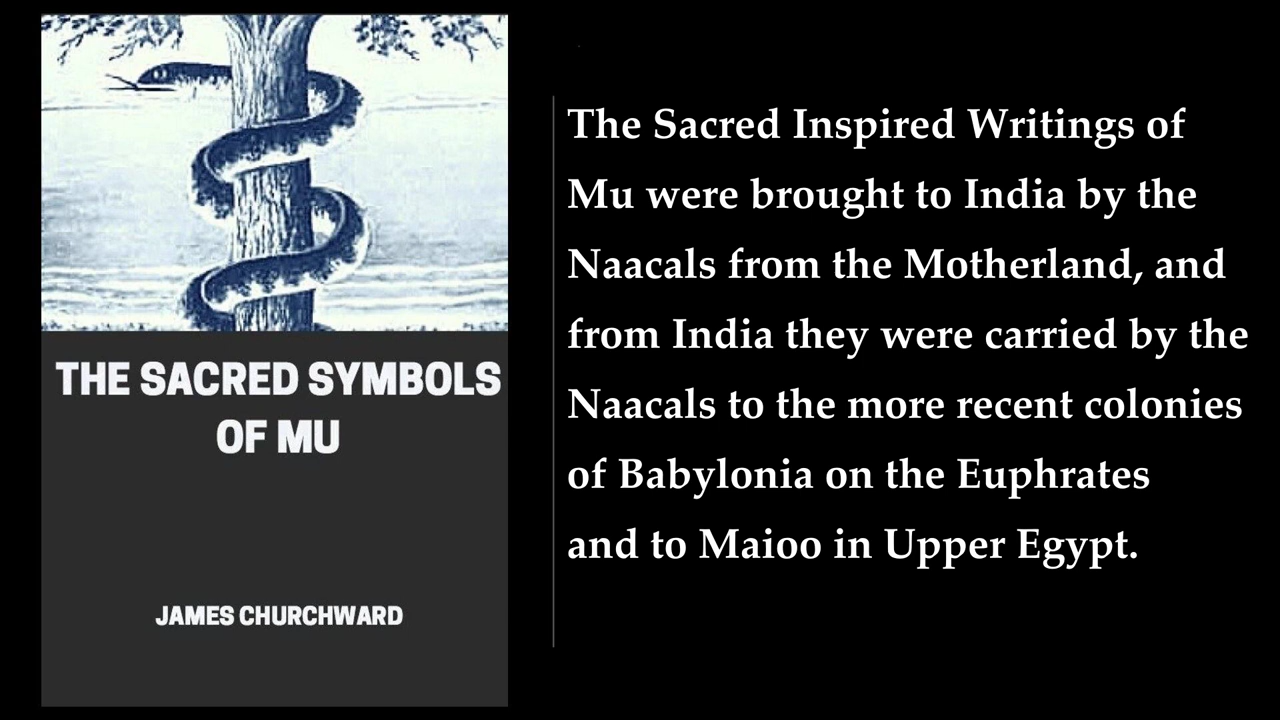 THE SACRED SYMBOLS
OF MU
JAMES CHURCHWARD
The Sacred Inspired Writings of
Mu were brought to India by the
Naacals from the Motherland, and
from India they were carried by the
Naacals to the more recent colonies
of Babylonia on the Euphrates
and to Maioo in Upper Egypt.